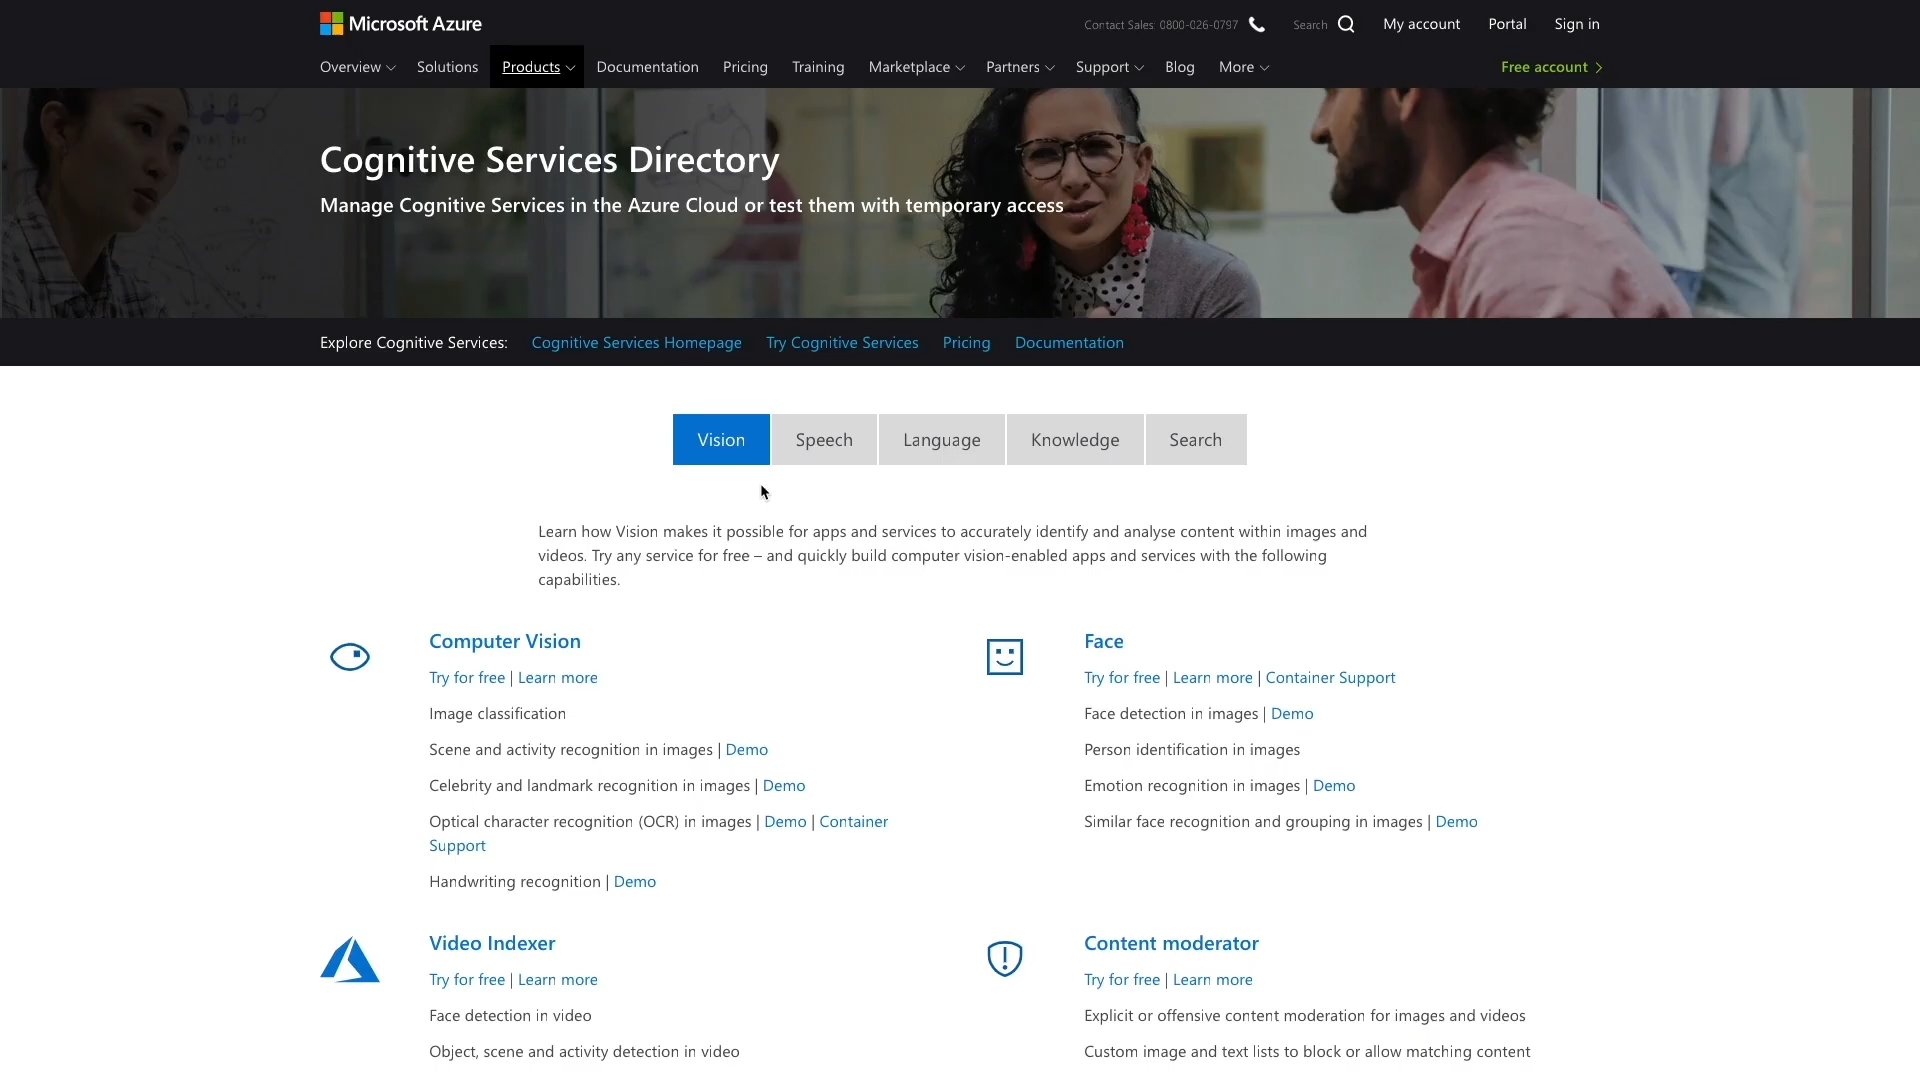 Microsoft Azure
Contact Sales: 0800-026-0797
Search
My account
Portal
Sign in
Overview
Solutions
Products
Documentation
Pricing
Training
Marketplace
Partners
Support
Blog
More
Free account
Cognitive Services Directory
Manage Cognitive Services in the Azure Cloud or test them with temporary access
Explore Cognitive Services:
Cognitive Services Homepage
Try Cognitive Services
Pricing
Documentation
Vision
Speech
Language
Knowledge
Search
Learn how Vision makes it possible for apps and services to accurately identify and analyse content within images and
videos. Try any service for free – and quickly build computer vision-enabled apps and services with the following
capabilities.
Computer Vision
Try for free | Learn more
Image classification
Scene and activity recognition in images | Demo
Celebrity and landmark recognition in images | Demo
Optical character recognition (OCR) in images | Demo | Container
Support
Handwriting recognition | Demo
Face
Try for free | Learn more | Container Support
Face detection in images | Demo
Person identification in images
Emotion recognition in images | Demo
Similar face recognition and grouping in images | Demo
Video Indexer
Try for free | Learn more
Face detection in video
Object, scene and activity detection in video
Content moderator
Try for free | Learn more
Explicit or offensive content moderation for images and videos
Custom image and text lists to block or allow matching content